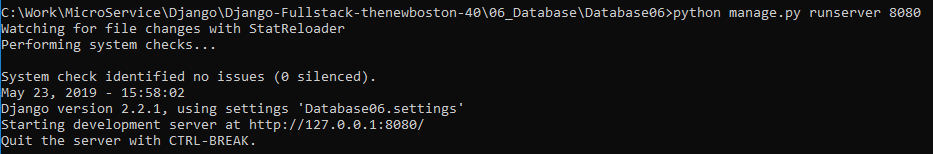 C:\Work\MicroService\Django\Django-Fullstack-thenewboston-40\06_Database\Database06>python manage.py runserver 8080
Watching for file changes with StatReloader
Performing system checks...
System check identified no issues (0 silenced).
May 23, 2019 - 15:58:02
Django version 2.2.1, using settings 'Database06.settings'
Starting development server at http://127.0.0.1:8080/
Quit the server with CTRL-BREAK.